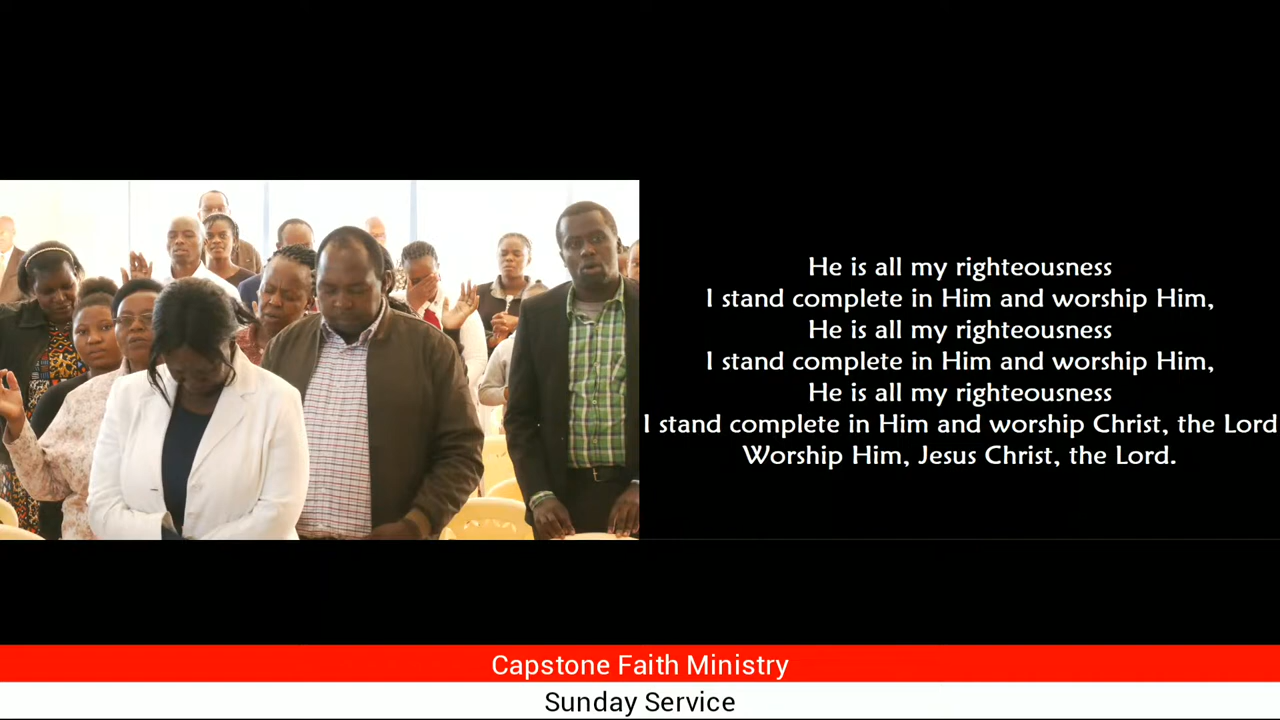 He is all my righteousness
I stand complete in Him and worship Him,
He is all my righteousness
I stand complete in Him and worship Him,
He is all my righteousness
I stand complete in Him and worship Christ, the Lord
Worship Him, Jesus Christ, the Lord.
Capstone Faith Ministry
Sunday Service